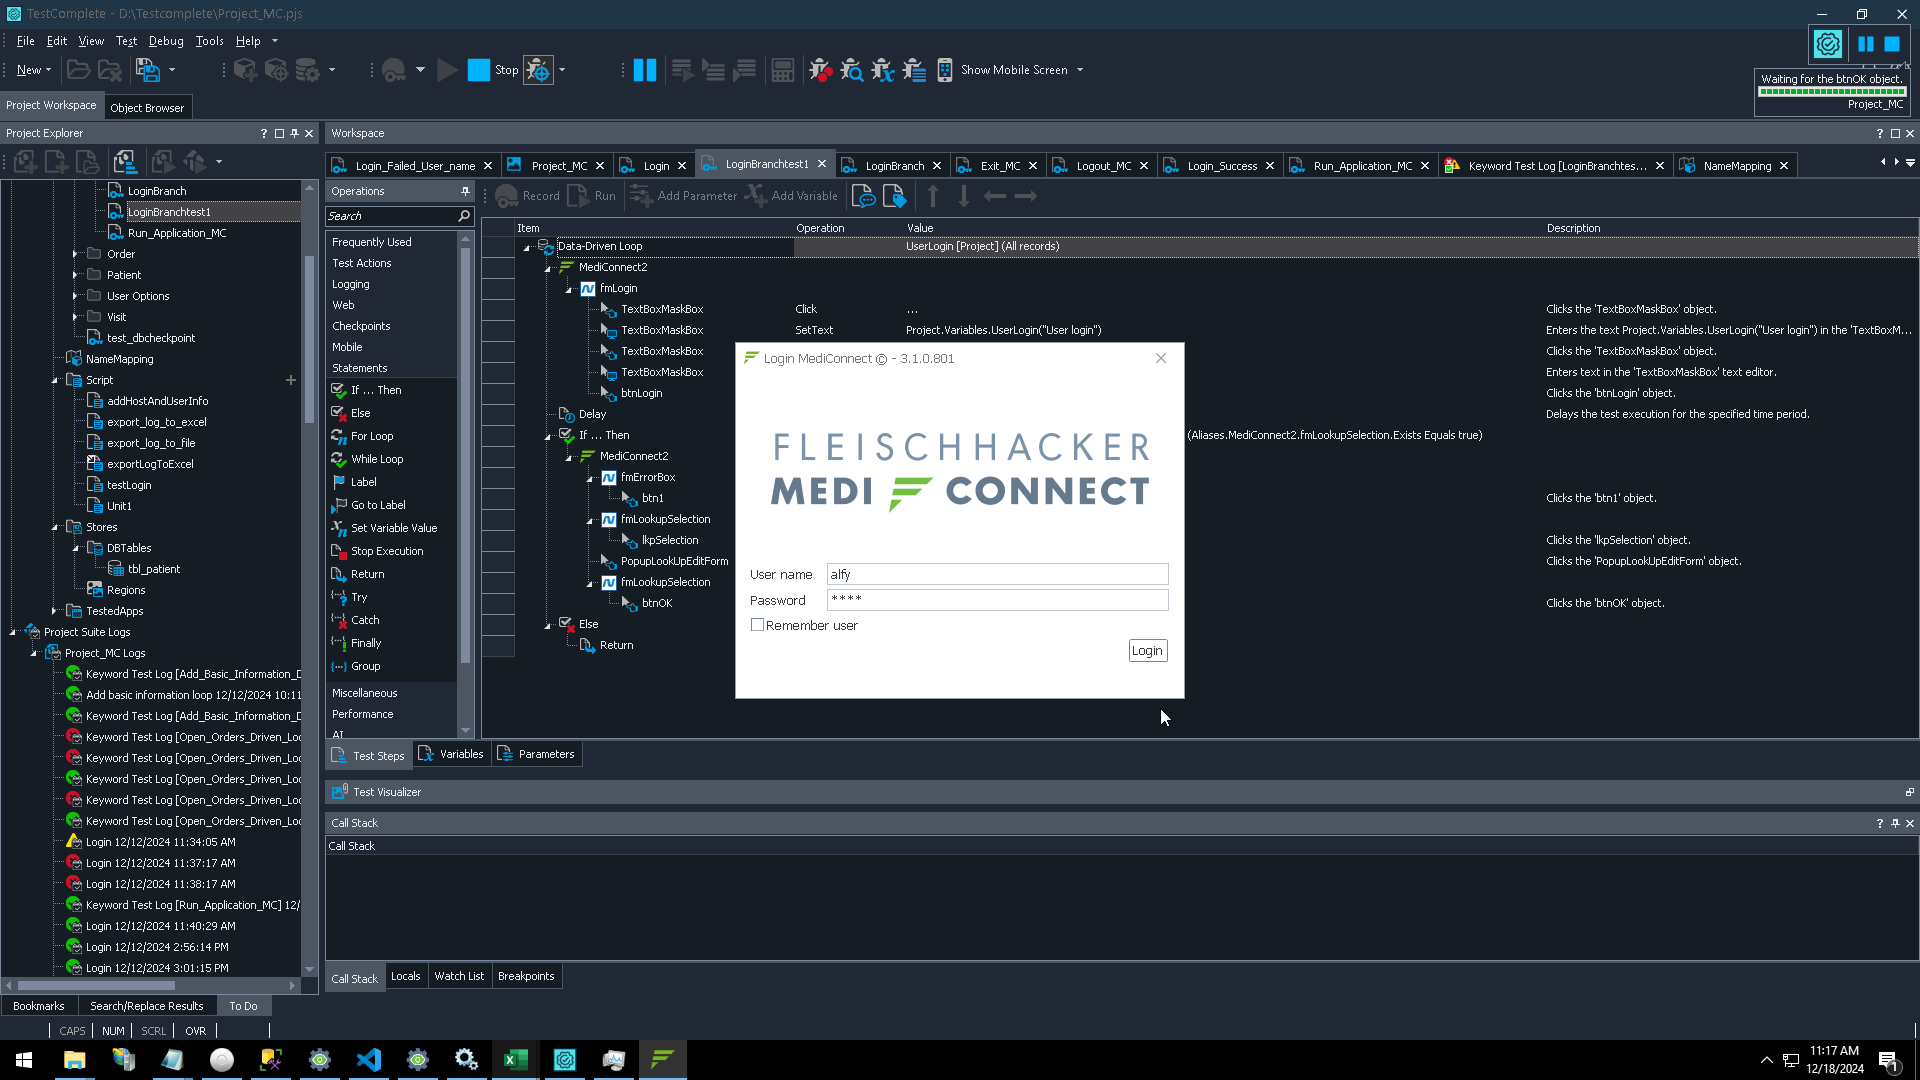 TestComplete - D:\Testcomplete\Project_MC.pjs
File Edit View Test Debug Tools Help
New Stop Show Mobile Screen
Waiting for the btnOK object.
Project_MC
Project Workspace Object Browser
Project Explorer
Workspace
Login_Failed_User_name Project_MC Login LoginBranchtest1 LoginBranch Exit_MC Logout_MC Login_Success Run_Application_MC Keyword Test Log [LoginBranchtes... NameMapping
LoginBranch
LoginBranchtest1
Run_Application_MC
Order
Patient
User Options
Visit
test_dbcheckpoint
NameMapping
Script
addHostAndUserInfo
export_log_to_excel
export_log_to_file
exportLogToExcel
testLogin
Unit1
Stores
DBTables
tbl_patient
Regions
TestedApps
Project Suite Logs
Project_MC Logs
Keyword Test Log [Add_Basic_Information_D
Add basic information loop 12/12/2024 10:11
Keyword Test Log [Add_Basic_Information_D
Keyword Test Log [Open_Orders_Driven_Loo
Keyword Test Log [Open_Orders_Driven_Loo
Keyword Test Log [Open_Orders_Driven_Loo
Keyword Test Log [Open_Orders_Driven_Loo
Keyword Test Log [Open_Orders_Driven_Loo
Login 12/12/2024 11:34:05 AM
Login 12/12/2024 11:37:17 AM
Login 12/12/2024 11:38:17 AM
Keyword Test Log [Run_Application_MC] 12/
Login 12/12/2024 11:40:29 AM
Login 12/12/2024 2:56:14 PM
Login 12/12/2024 3:01:15 PM
Bookmarks Search/Replace Results To Do
CAPS NUM SCRL OVR
Operations
Search
Frequently Used
Test Actions
Logging
Web
Checkpoints
Mobile
Statements
If ... Then
Else
For Loop
While Loop
Label
Go to Label
Set Variable Value
Stop Execution
Return
Try
Catch
Finally
Group
Miscellaneous
Performance
AI
Record Run Add Parameter Add Variable
Item Operation Value Description
Data-Driven Loop UserLogin [Project] (All records)
MediConnect2
fmLogin
TextBoxMaskBox Click ... Clicks the 'TextBoxMaskBox' object.
TextBoxMaskBox SetText Project.Variables.UserLogin("User login") Enters the text Project.Variables.UserLogin("User login") in the 'TextBoxM...
TextBoxMaskBox Clicks the 'TextBoxMaskBox' object.
TextBoxMaskBox Enters text in the 'TextBoxMaskBox' text editor.
btnLogin Clicks the 'btnLogin' object.
Delay Delays the test execution for the specified time period.
If ... Then (Aliases.MediConnect2.fmLookupSelection.Exists Equals true)
MediConnect2
fmErrorBox
btn1 Clicks the 'btn1' object.
fmLookupSelection
lkpSelection Clicks the 'lkpSelection' object.
PopupLookUpEditForm Clicks the 'PopupLookUpEditForm' object.
fmLookupSelection
btnOK Clicks the 'btnOK' object.
Else
Return
Login MediConnect © - 3.1.0.801
FLEISCHHACKER
MEDI CONNECT
User name alfy
Password ****
Remember user
Login
Test Steps Variables Parameters
Test Visualizer
Call Stack
Call Stack
Call Stack Locals Watch List Breakpoints
11:17 AM
12/18/2024
1